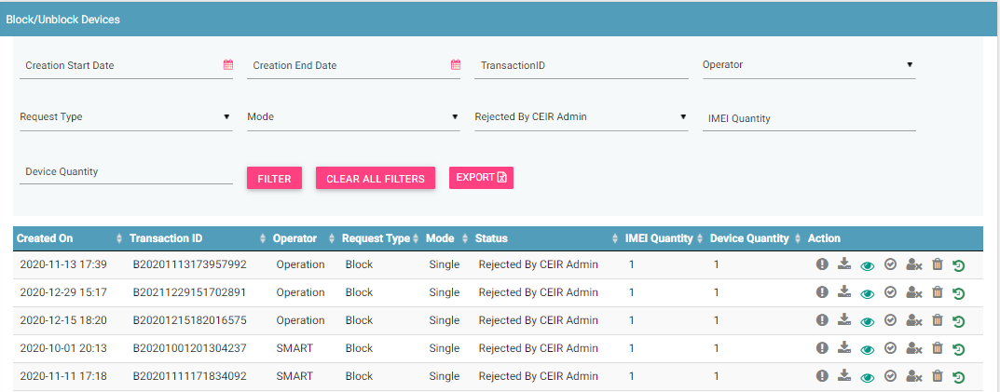 Block/Unblock Devices
Creation Start Date Creation End Date TransactionID Operator
Request Type Mode Rejected By CEIR Admin IMEI Quantity
Device Quantity FILTER CLEAR ALL FILTERS EXPORT
Created On Transaction ID Operator Request Type Mode Status IMEI Quantity Device Quantity Action
2020-11-13 17:39 B20201113173957992 Operation Block Single Rejected By CEIR Admin 1 1
2020-12-29 15:17 B20211229151702891 Operation Block Single Rejected By CEIR Admin 1 1
2020-12-15 18:20 B20201215182016575 Operation Block Single Rejected By CEIR Admin 1 1
2020-10-01 20:13 B20201001201304237 SMART Block Single Rejected By CEIR Admin 1 1
2020-11-11 17:18 B20201111171834092 SMART Block Single Rejected By CEIR Admin 1 1